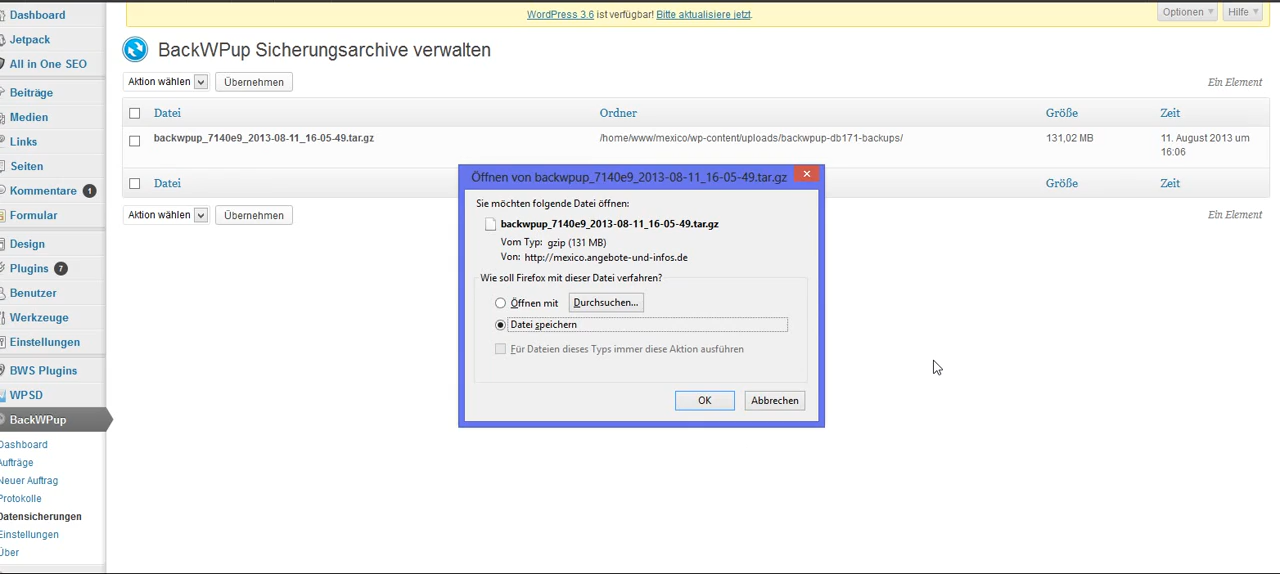 WordPress 3.6 ist verfügbar! Bitte aktualisiere jetzt.
Optionen
Hilfe
Dashboard
Jetpack
All in One SEO
Beiträge
Medien
Links
Seiten
Kommentare 1
Formular
Design
Plugins 7
Benutzer
Werkzeuge
Einstellungen
BWS Plugins
WPSD
BackWPup
Dashboard
Aufträge
Neuer Auftrag
Protokolle
Datensicherungen
Einstellungen
Über
BackWPup Sicherungsarchive verwalten
Aktion wählen Übernehmen Ein Element
Datei Ordner Größe Zeit
backwpup_7140e9_2013-08-11_16-05-49.tar.gz /home/www/mexico/wp-content/uploads/backwpup-db171-backups/ 131,02 MB 11. August 2013 um
16:06
Datei Größe Zeit
Aktion wählen Übernehmen Ein Element
Öffnen von backwpup_7140e9_2013-08-11_16-05-49.tar.gz
Sie möchten folgende Datei öffnen:
backwpup_7140e9_2013-08-11_16-05-49.tar.gz
Vom Typ: gzip (131 MB)
Von: http://mexico.angebote-und-infos.de
Wie soll Firefox mit dieser Datei verfahren?
Öffnen mit Durchsuchen...
Datei speichern
Für Dateien dieses Typs immer diese Aktion ausführen
OK Abbrechen